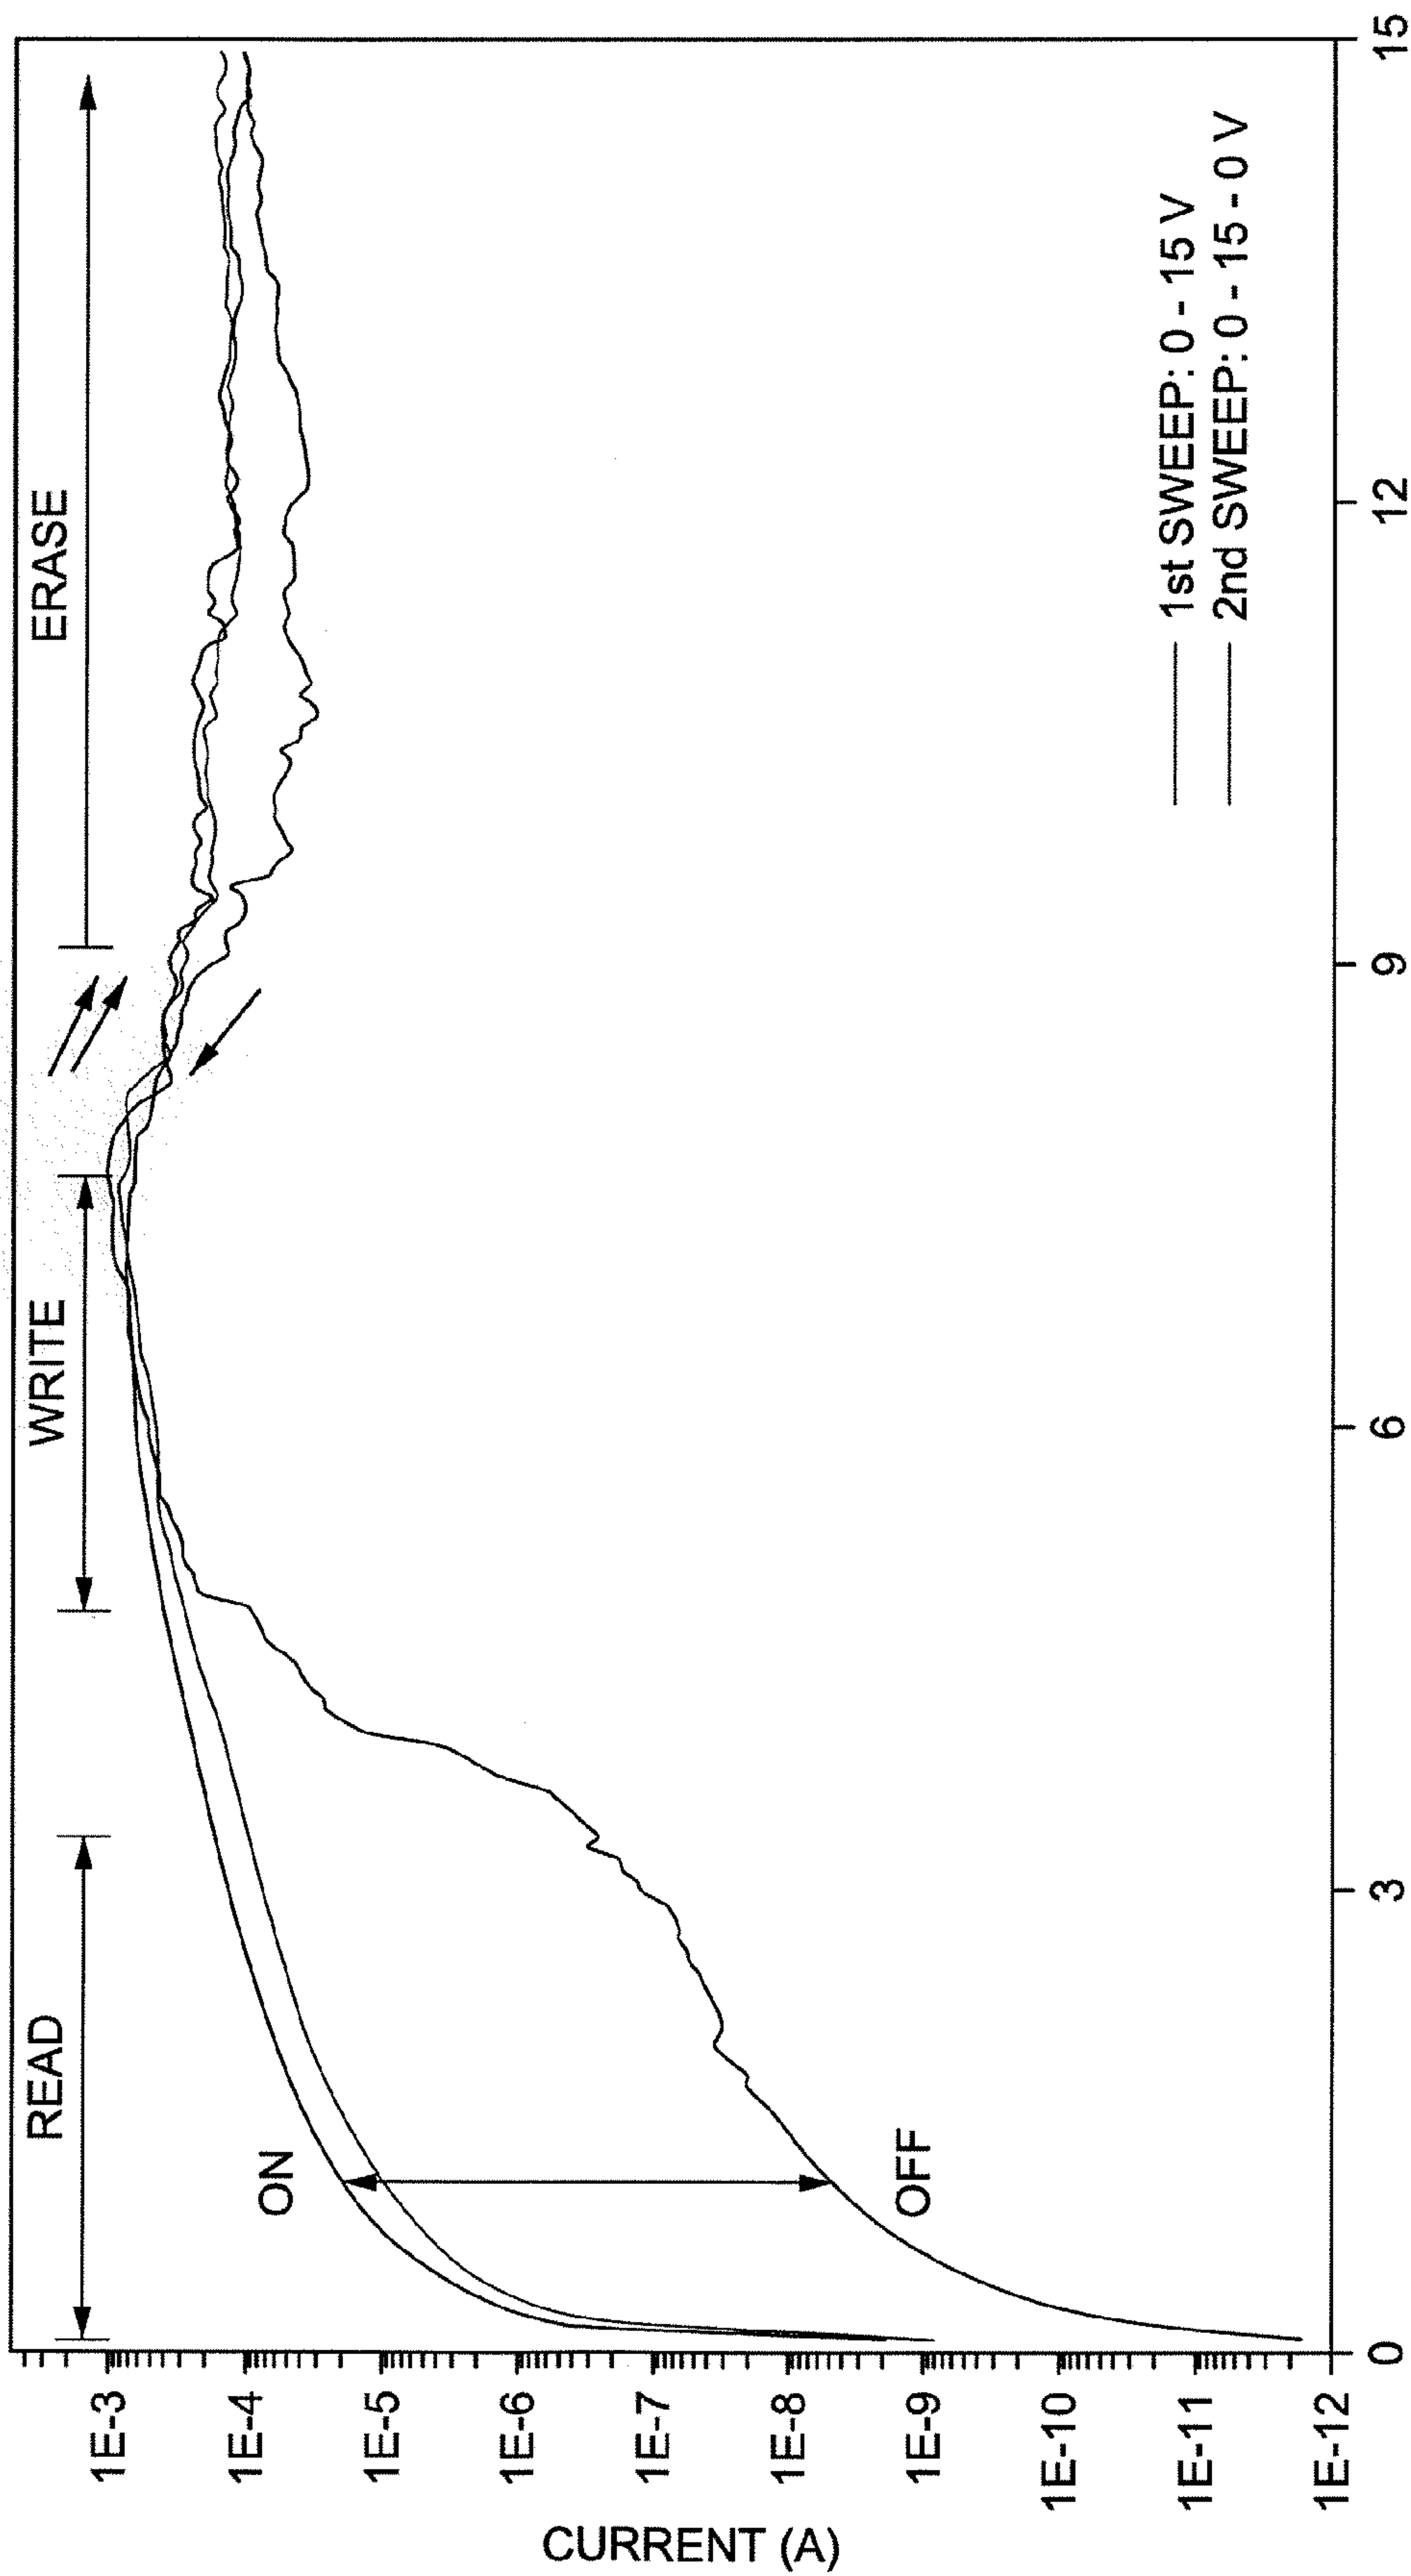 READ
WRITE
ERASE
ON
OFF
1st SWEEP: 0 - 15 V
2nd SWEEP: 0 - 15 - 0 V
CURRENT (A)
1E-3
1E-4
1E-5
1E-6
1E-7
1E-8
1E-9
1E-10
1E-11
1E-12
0
3
6
9
12
15